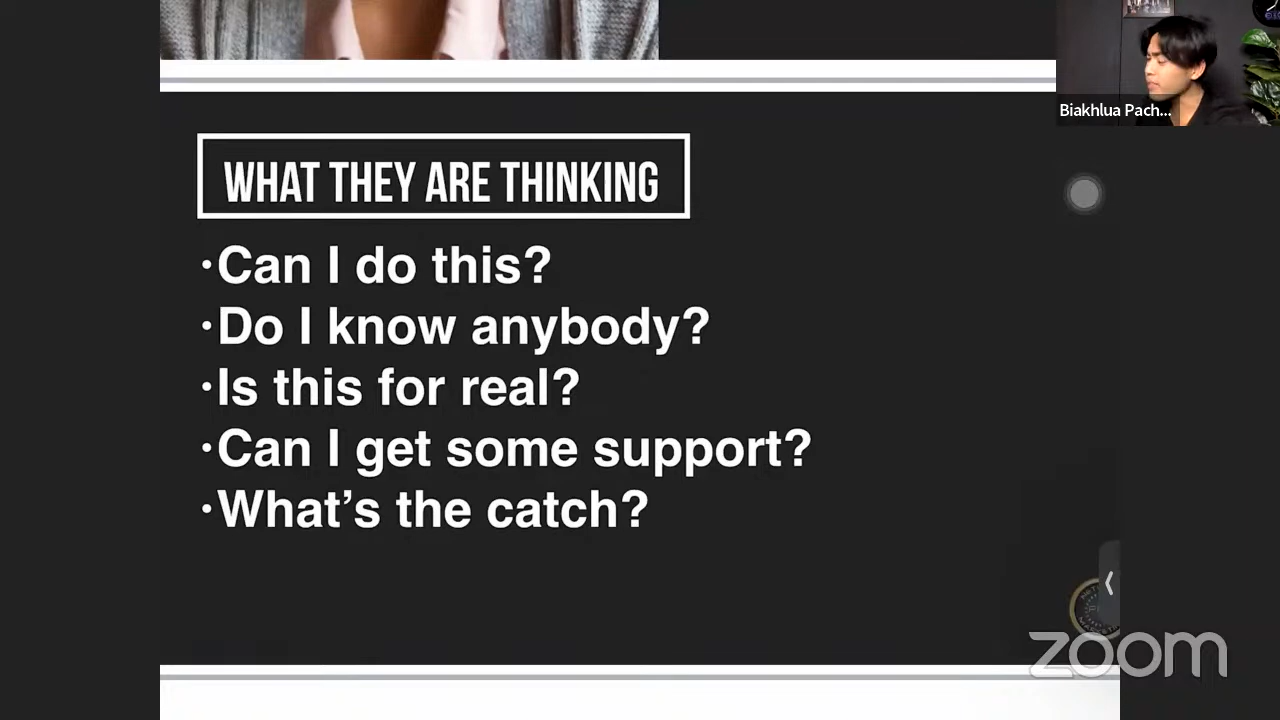 Biakhlua Pach...
WHAT THEY ARE THINKING
·Can I do this?
·Do I know anybody?
·Is this for real?
·Can I get some support?
·What’s the catch?
zoom